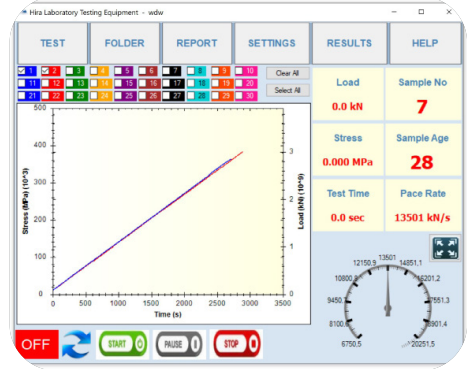 Hira Laboratory Testing Equipment - wdw
TEST FOLDER REPORT SETTINGS RESULTS HELP
1 2 3 4 5 6 7 8 9 10 Clear All
11 12 13 14 15 16 17 18 19 20 Select All
21 22 23 24 25 26 27 28 29 30
Load Sample No
0.0 kN 7
Stress Sample Age
0.000 MPa 28
Test Time Pace Rate
0.0 sec 13501 kN/s
500
400
300
200
100
0
Stress (MPa) (10^3)
3
2
1
0
Load (kN) (10^9)
0 500 1000 1500 2000 2500 3000 3500
Time (s)
13501
12150,9 14851,1
10800,8 16201,2
9450,7 17551,3
8100,6 18901,4
6750,5 20251,5
OFF START PAUSE STOP